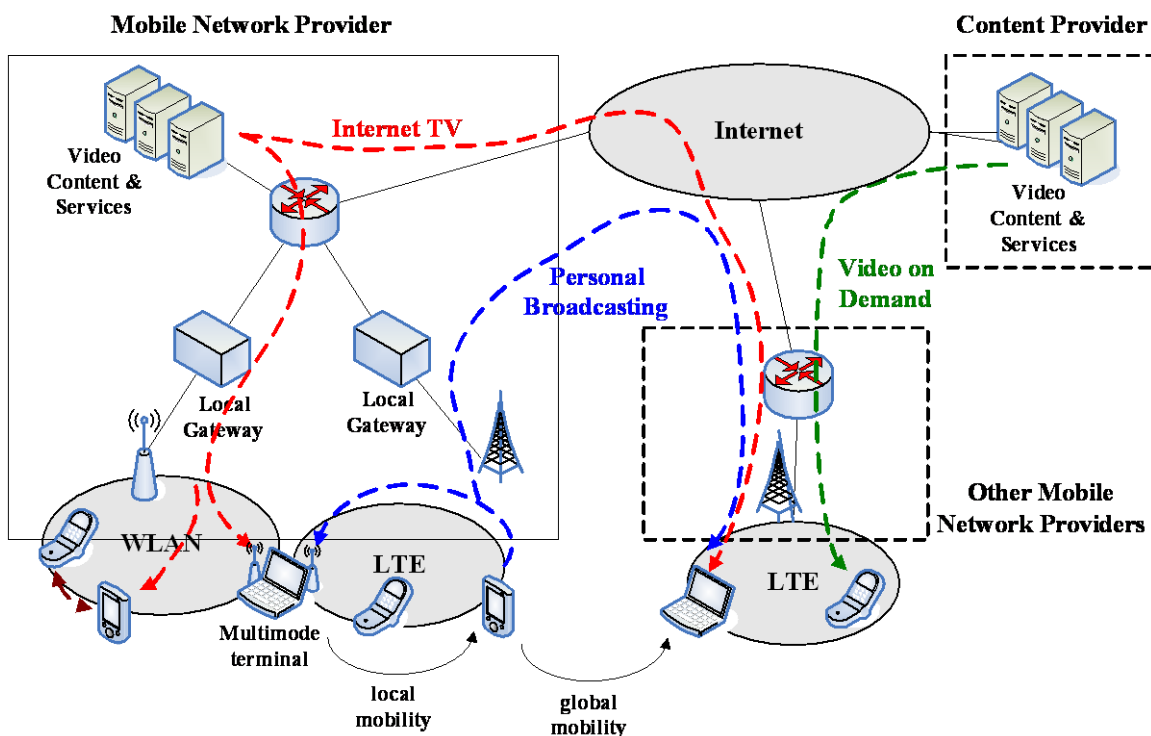 Mobile Network Provider
Content Provider
Internet TV
Internet
Video
Content &
Services
Video
Content &
Services
Personal
Broadcasting
Video on
Demand
Local
Gateway
Local
Gateway
Other Mobile
Network Providers
WLAN
LTE
LTE
Multimode
terminal
local
mobility
global
mobility